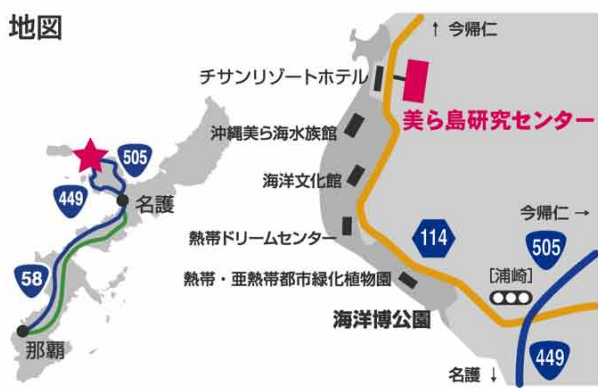 地図
505
449
名護
58
那覇
↑ 今帰仁
チサンリゾートホテル
美ら島研究センター
沖縄美ら海水族館
海洋文化館
熱帯ドリームセンター
114
今帰仁 →
505
熱帯・亜熱帯都市緑化植物園
[浦崎]
海洋博公園
449
名護 ↓